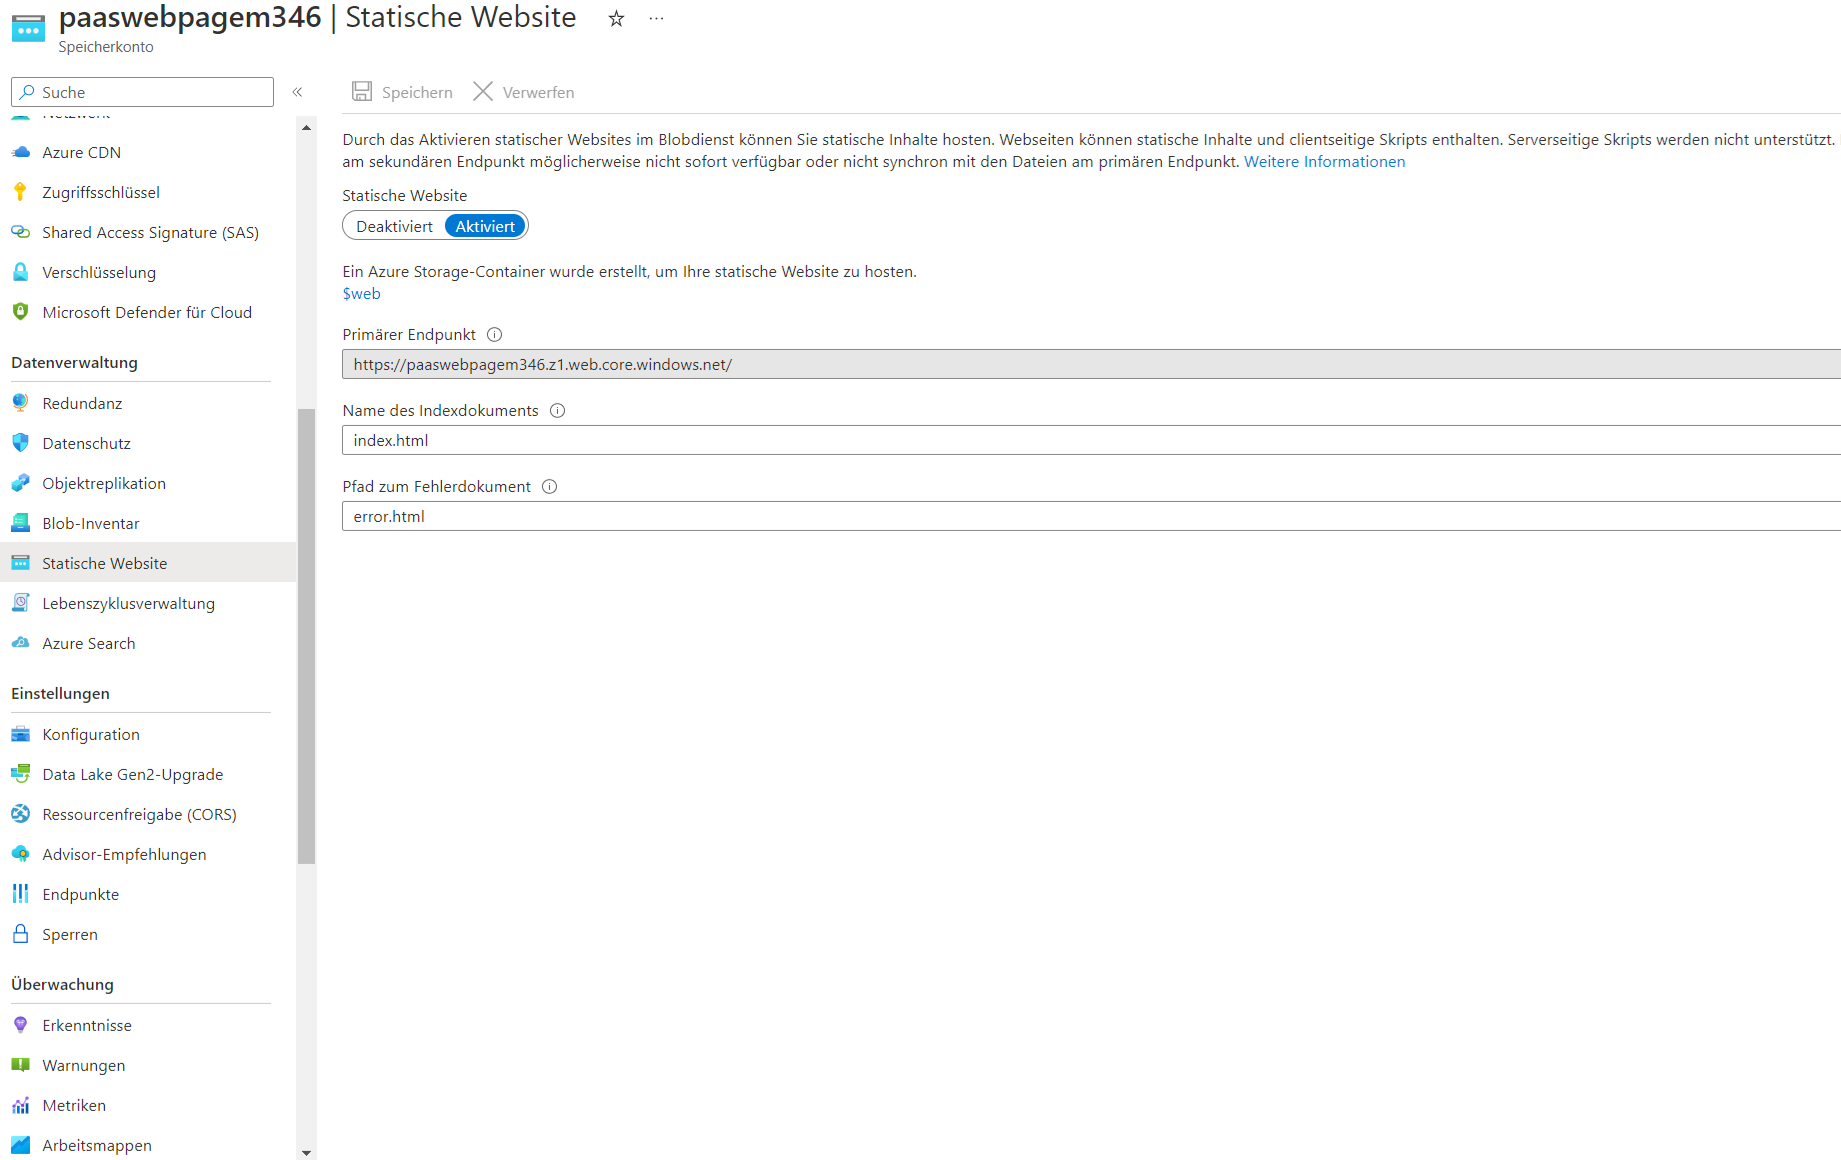 paaswebpagem346 | Statische Website
Speicherkonto
Suche
Netzwerk
Azure CDN
Zugriffsschlüssel
Shared Access Signature (SAS)
Verschlüsselung
Microsoft Defender für Cloud
Datenverwaltung
Redundanz
Datenschutz
Objektreplikation
Blob-Inventar
Statische Website
Lebenszyklusverwaltung
Azure Search
Einstellungen
Konfiguration
Data Lake Gen2-Upgrade
Ressourcenfreigabe (CORS)
Advisor-Empfehlungen
Endpunkte
Sperren
Überwachung
Erkenntnisse
Warnungen
Metriken
Arbeitsmappen
Speichern Verwerfen
Durch das Aktivieren statischer Websites im Blobdienst können Sie statische Inhalte hosten. Webseiten können statische Inhalte und clientseitige Skripts enthalten. Serverseitige Skripts werden nicht unterstützt.
am sekundären Endpunkt möglicherweise nicht sofort verfügbar oder nicht synchron mit den Dateien am primären Endpunkt. Weitere Informationen
Statische Website
Deaktiviert Aktiviert
Ein Azure Storage-Container wurde erstellt, um Ihre statische Website zu hosten.
$web
Primärer Endpunkt
https://paaswebpagem346.z1.web.core.windows.net/
Name des Indexdokuments
index.html
Pfad zum Fehlerdokument
error.html